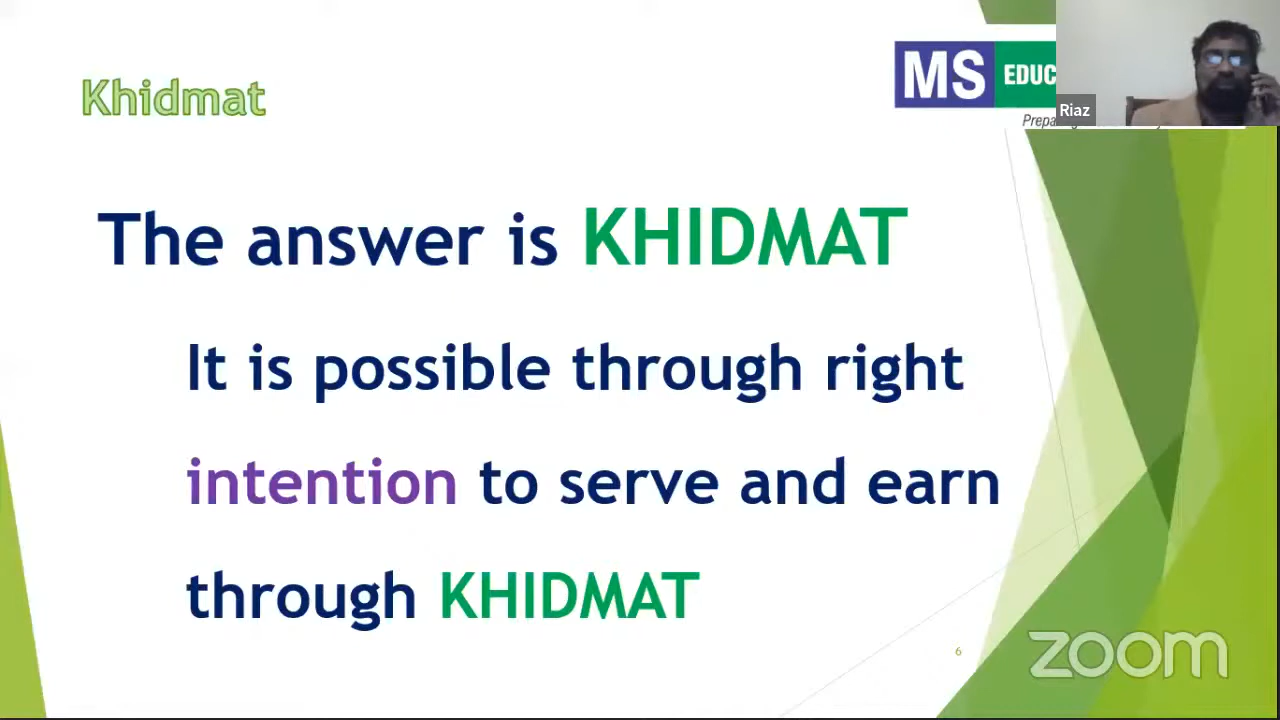 Khidmat
MS EDUC
Riaz
The answer is KHIDMAT
It is possible through right
intention to serve and earn
through KHIDMAT
6
zoom